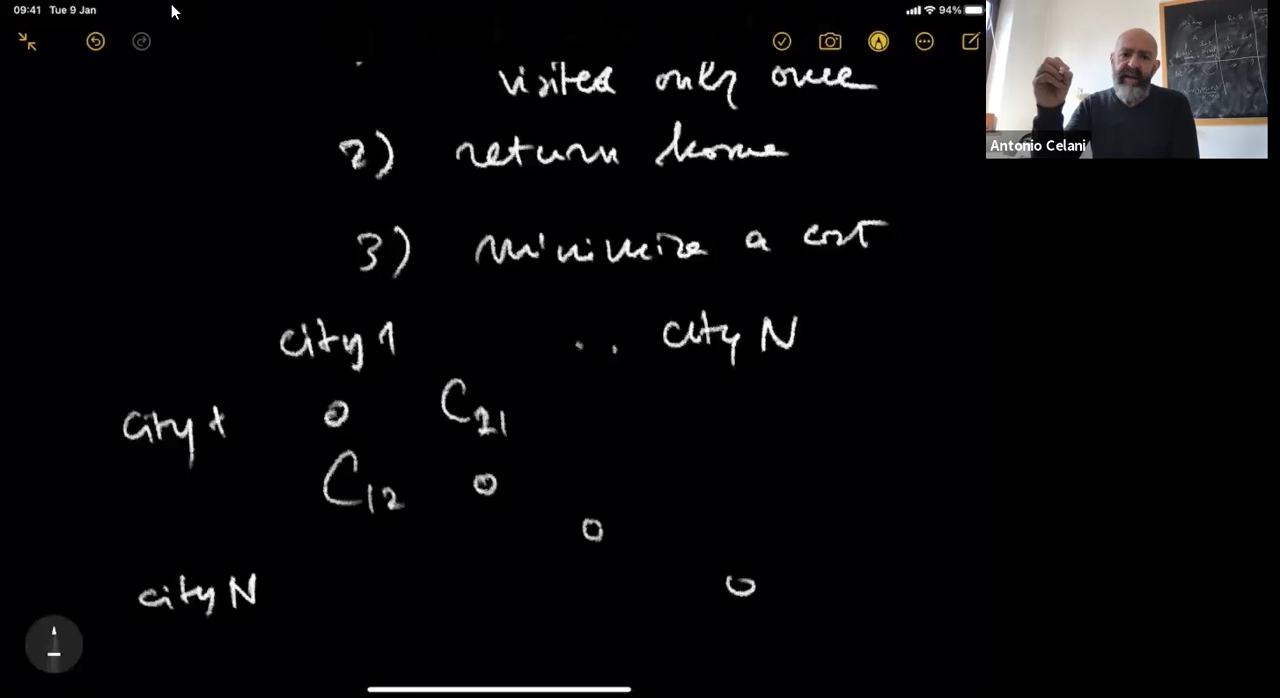 09:41 Tue 9 Jan
94%
visited only once
2) return home
3) minimize a cost
city 1 .. city N
city 1 0 C21
C12 0
0
city N 0
Antonio Celani